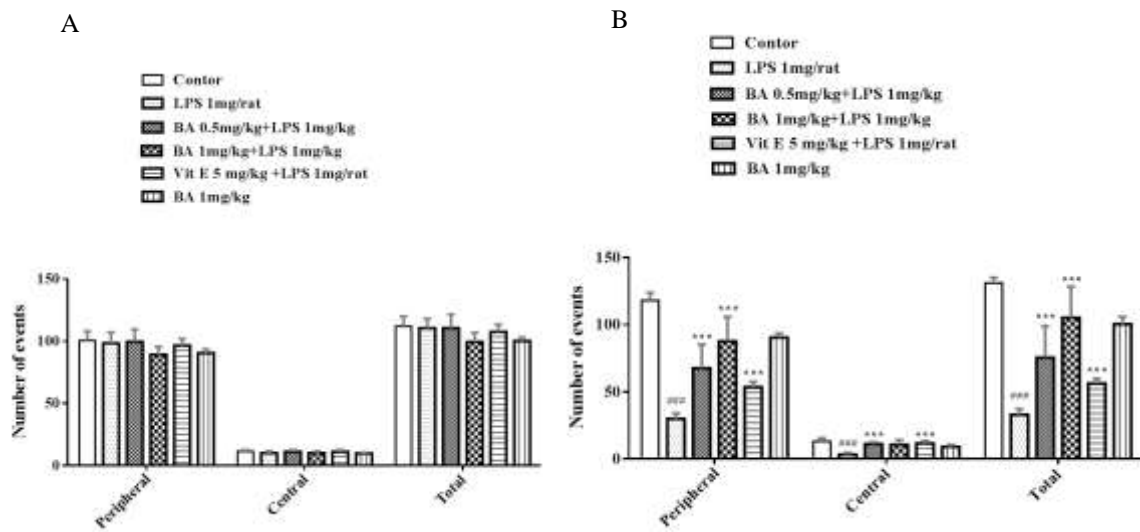 A
Contor
LPS 1mg/rat
BA 0.5mg/kg+LPS 1mg/kg
BA 1mg/kg+LPS 1mg/kg
Vit E 5 mg/kg +LPS 1mg/rat
BA 1mg/kg
Number of events
150
100
50
0
Peripheral
Central
Total
B
Contor
LPS 1mg/rat
BA 0.5mg/kg+LPS 1mg/kg
BA 1mg/kg+LPS 1mg/kg
Vit E 5 mg/kg +LPS 1mg/rat
BA 1mg/kg
Number of events
150
100
50
0
###
***
***
***
###
***
***
###
***
***
***
Peripheral
Central
Total